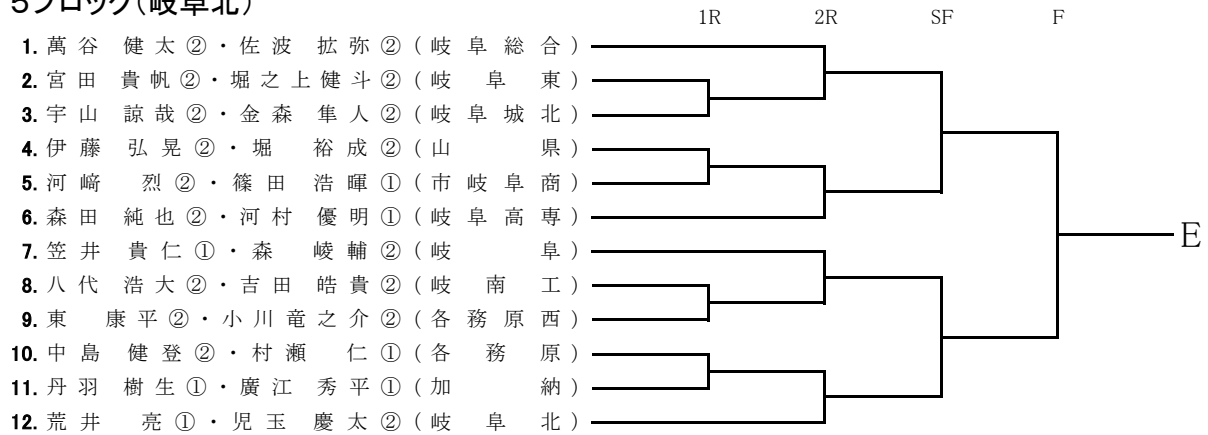 5ブロック(岐阜北)
1R 2R SF F
1. 萬谷 健太②・佐波 拡弥②(岐阜総合)
2. 宮田 貴帆②・堀之上健斗②(岐阜東)
3. 宇山 諒哉②・金森 隼人②(岐阜城北)
4. 伊藤 弘晃②・堀 裕成②(山県)
5. 河﨑 烈②・篠田 浩暉①(市岐阜商)
6. 森田 純也②・河村 優明①(岐阜高専)
7. 笠井 貴仁①・森 崚輔②(岐阜)
8. 八代 浩大②・吉田 皓貴②(岐南工)
9. 東 康平②・小川竜之介②(各務原西)
10. 中島 健登②・村瀬 仁①(各務原)
11. 丹羽 樹生①・廣江 秀平①(加納)
12. 荒井 亮①・児玉 慶太②(岐阜北)
E